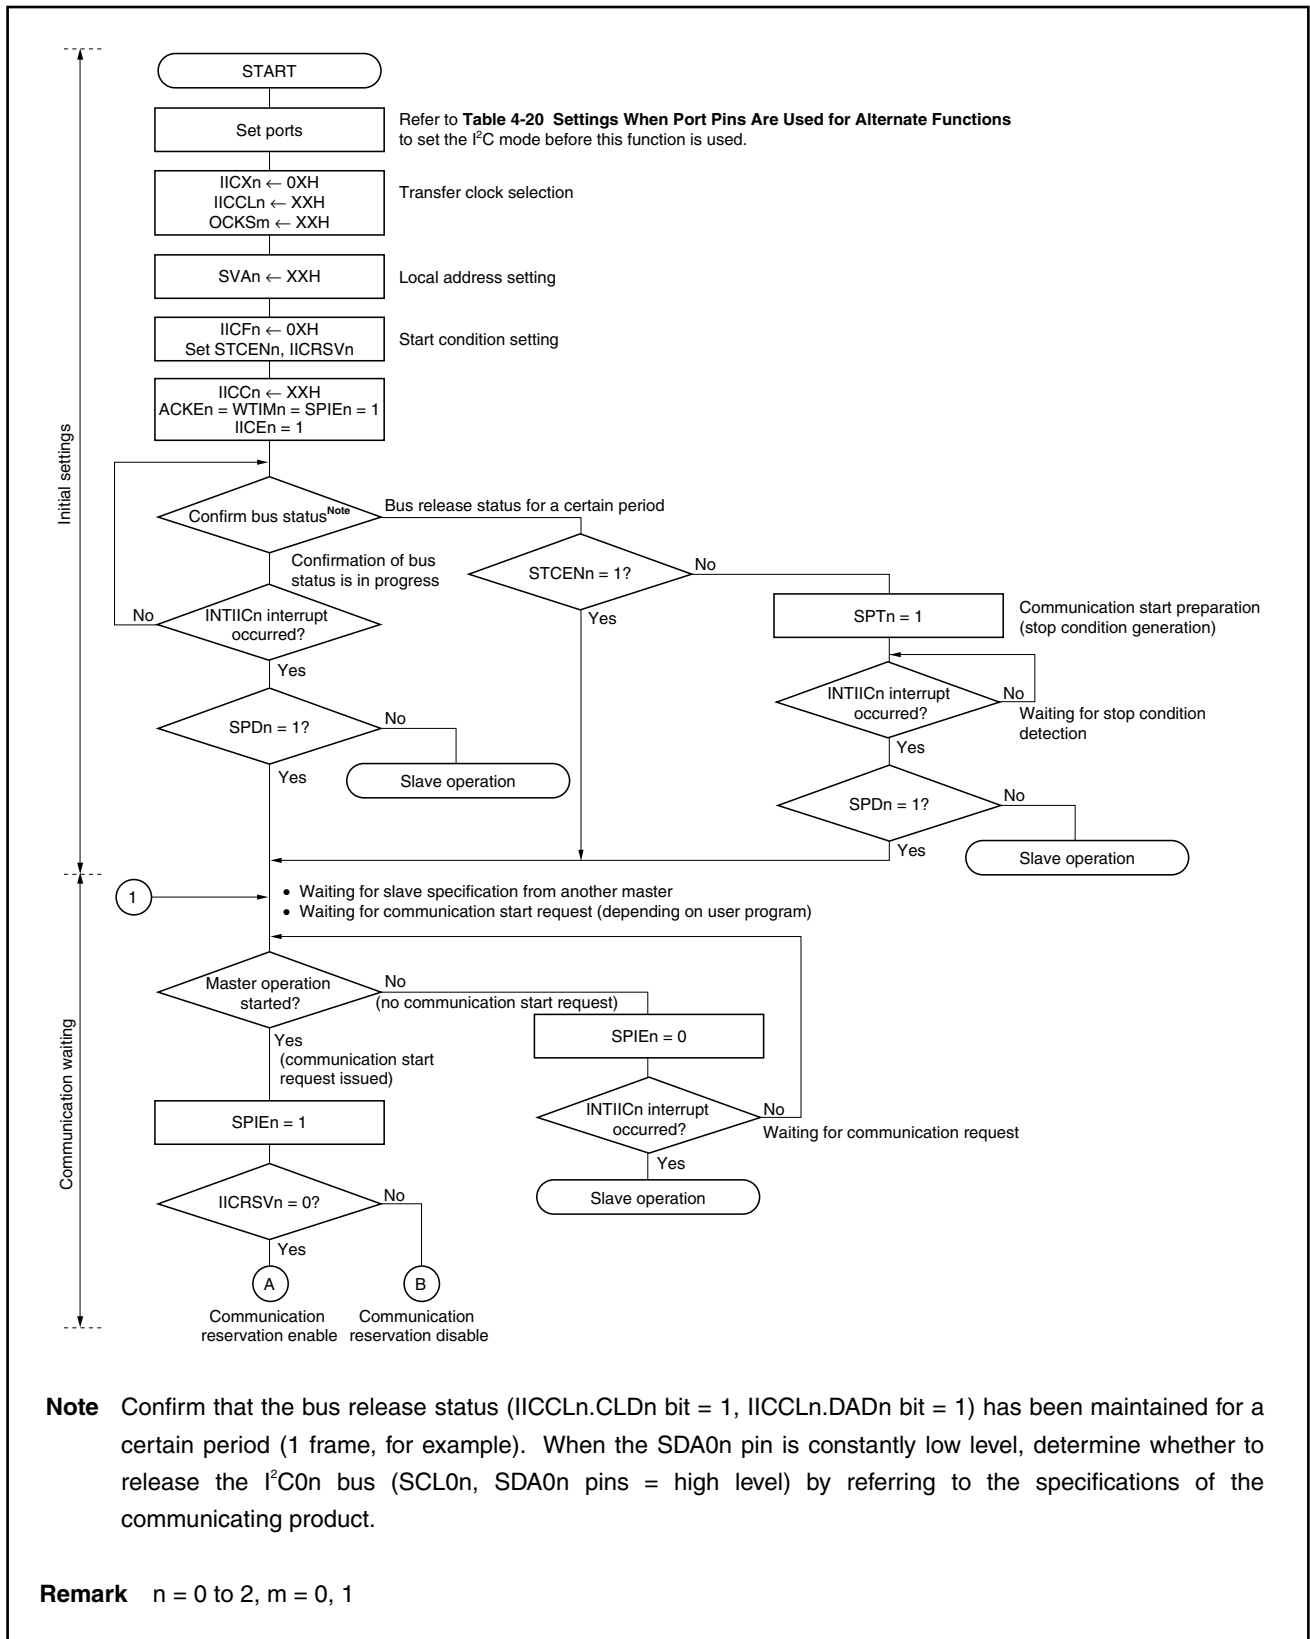 START
Set ports
Refer to Table 4-20 Settings When Port Pins Are Used for Alternate Functions
to set the I²C mode before this function is used.
IICXn ← 0XH
IICCLn ← XXH
OCKSm ← XXH
Transfer clock selection
SVAn ← XXH
Local address setting
IICFn ← 0XH
Set STCENn, IICRSVn
Start condition setting
IICCn ← XXH
ACKEn = WTIMn = SPIEn = 1
IICEn = 1
Initial settings
Confirm bus statusNote
Bus release status for a certain period
Confirmation of bus
status is in progress
STCENn = 1?
No
Yes
SPTn = 1
Communication start preparation
(stop condition generation)
No
INTIICn interrupt
occurred?
Yes
INTIICn interrupt
occurred?
No
Waiting for stop condition
detection
Yes
SPDn = 1?
No
Yes
Slave operation
SPDn = 1?
No
Yes
Slave operation
1
• Waiting for slave specification from another master
• Waiting for communication start request (depending on user program)
Communication waiting
Master operation
started?
No
(no communication start request)
Yes
(communication start
request issued)
SPIEn = 0
INTIICn interrupt
occurred?
No
Waiting for communication request
Yes
Slave operation
SPIEn = 1
IICRSVn = 0?
No
Yes
A
B
Communication
reservation enable
Communication
reservation disable
Note Confirm that the bus release status (IICCLn.CLDn bit = 1, IICCLn.DADn bit = 1) has been maintained for a
certain period (1 frame, for example). When the SDA0n pin is constantly low level, determine whether to
release the I²C0n bus (SCL0n, SDA0n pins = high level) by referring to the specifications of the
communicating product.
Remark n = 0 to 2, m = 0, 1